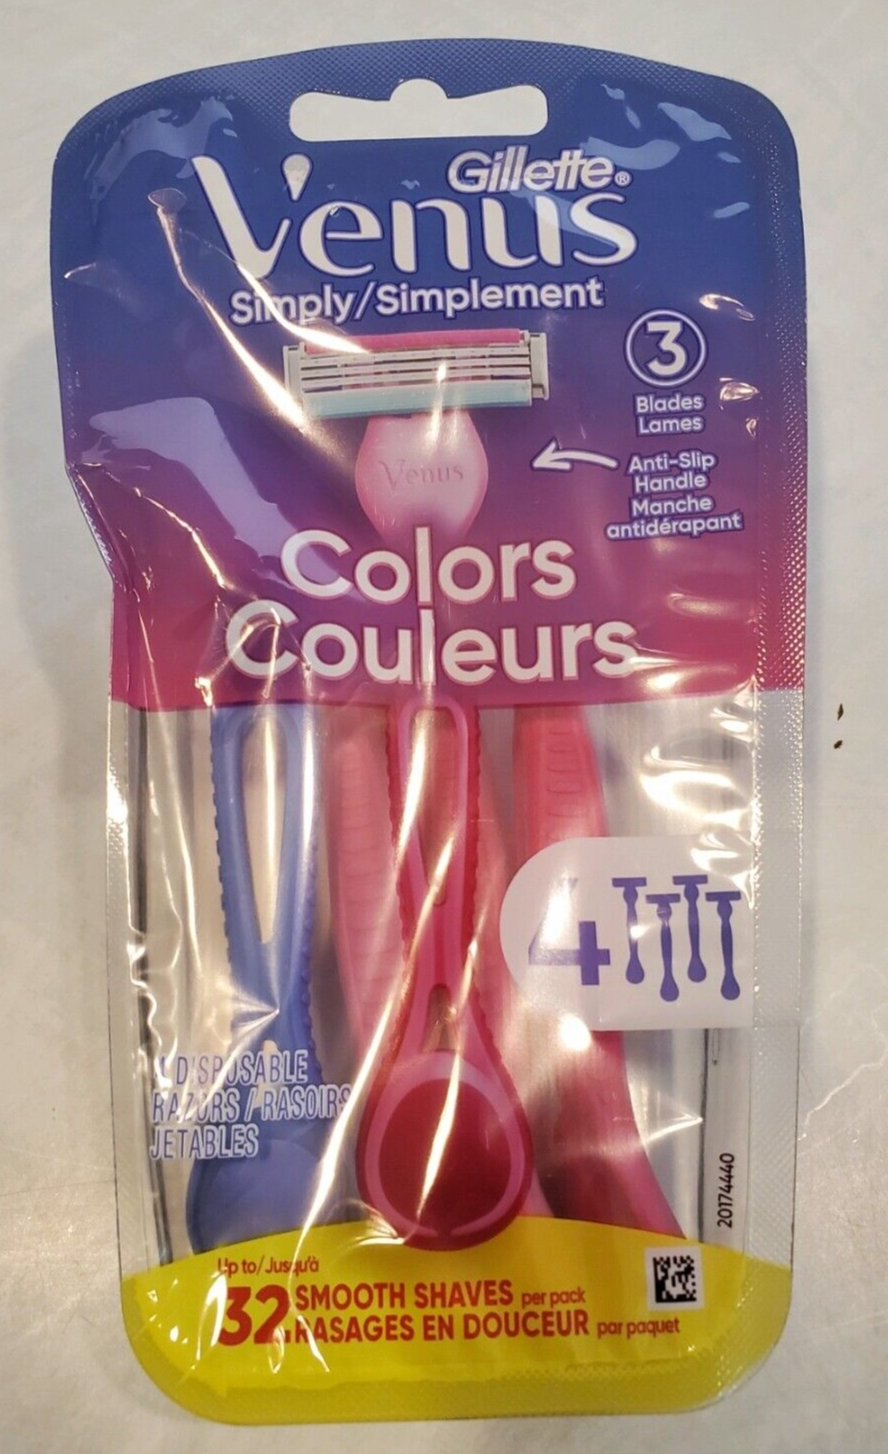 Gillette®
Venus
Simply/Simplement
3
Blades
Lames
Venus
Anti-Slip
Handle
Manche
antidérapant
Colors
Couleurs
4
4 DISPOSABLE
RAZORS / RASOIRS
JETABLES
20174440
Up to/Jusqu'à
32 SMOOTH SHAVES per pack
RASAGES EN DOUCEUR par paquet